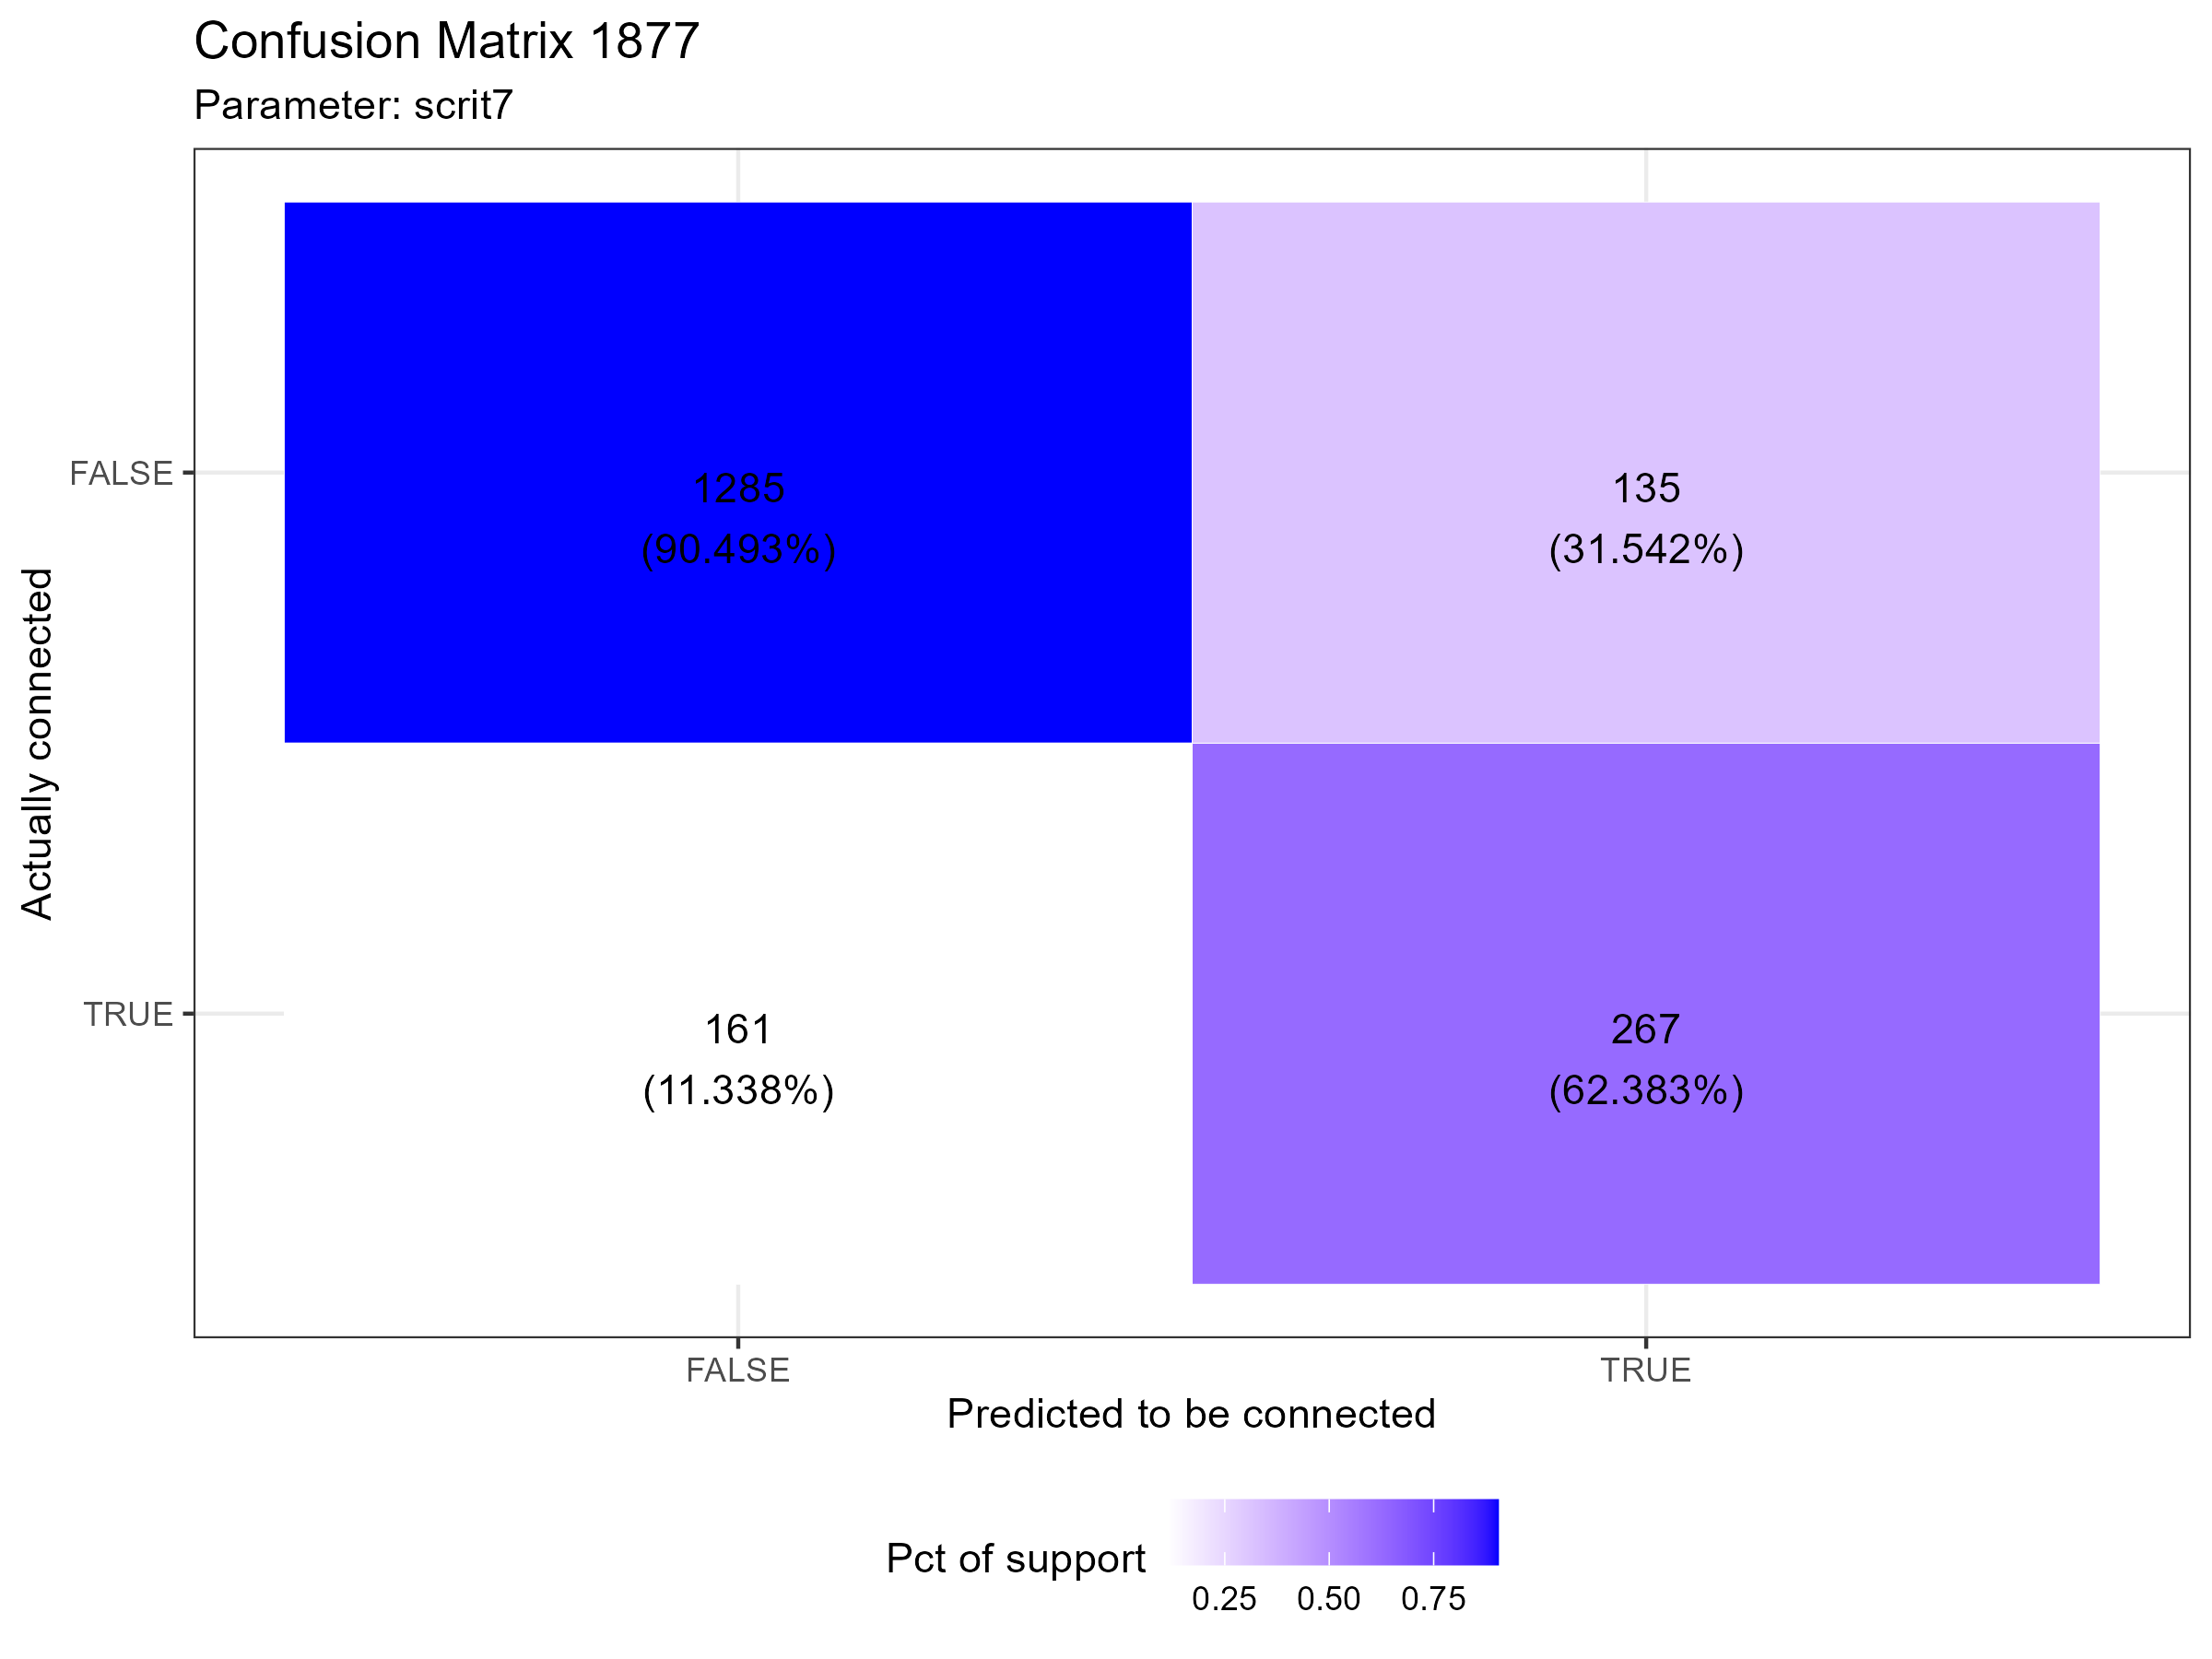 Confusion Matrix 1877
Parameter: scrit7
Actually connected
FALSE
1285
(90.493%)
135
(31.542%)
TRUE
161
(11.338%)
267
(62.383%)
FALSE
TRUE
Predicted to be connected
Pct of support
0.25
0.50
0.75